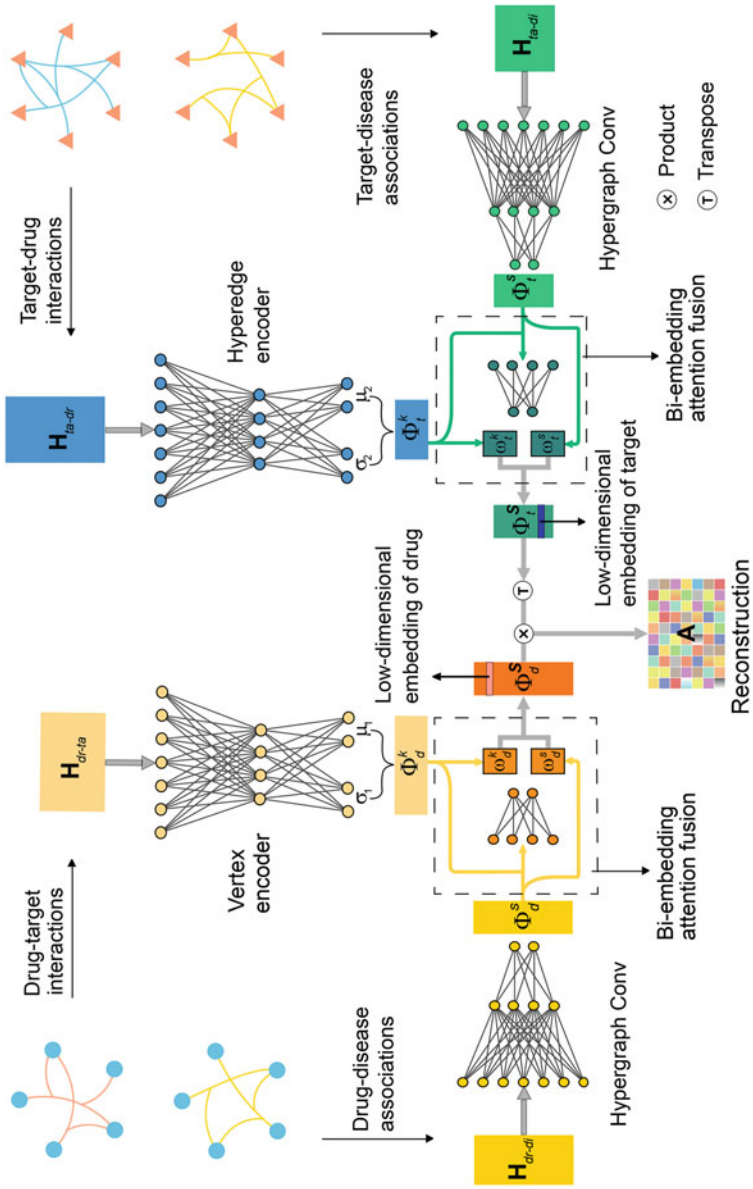 Drug-target
interactions
Target-drug
interactions
H_dr-ta
H_ta-dr
Vertex
encoder
Hyperedge
encoder
σ₁ μ₁
σ₂ μ₂
Drug-disease
associations
Target-disease
associations
Φ_d^k
Φ_t^k
H_dr-di
Hypergraph Conv
Φ_d^s
ω_d^k
ω_d^s
Φ_d^S
Low-dimensional
embedding of drug
×
T
Φ_t^S
Low-dimensional
embedding of target
ω_t^k
ω_t^s
Φ_t^s
Hypergraph Conv
H_ta-di
Bi-embedding
attention fusion
Bi-embedding
attention fusion
A
Reconstruction
× Product
T Transpose